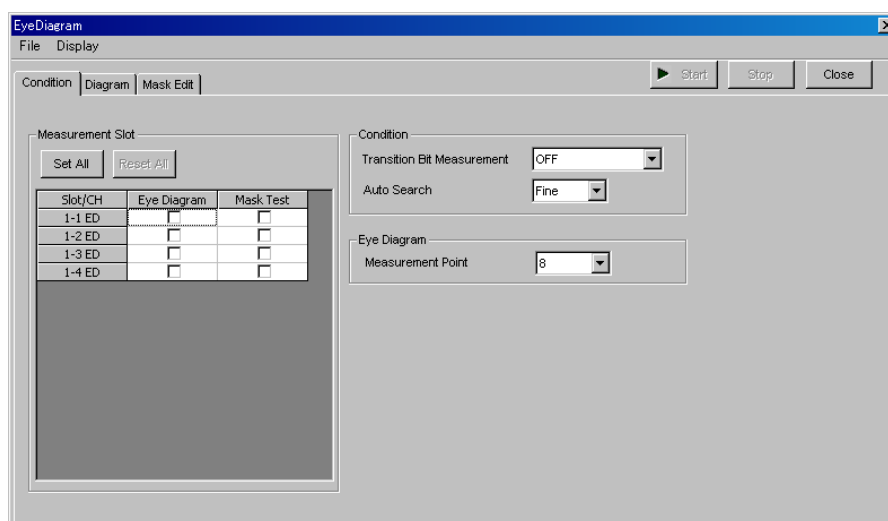 EyeDiagram
File Display
Start Stop Close
Condition Diagram Mask Edit
Measurement Slot
Set All Reset All
Slot/CH Eye Diagram Mask Test
1-1 ED
1-2 ED
1-3 ED
1-4 ED
Condition
Transition Bit Measurement OFF
Auto Search Fine
Eye Diagram
Measurement Point 8